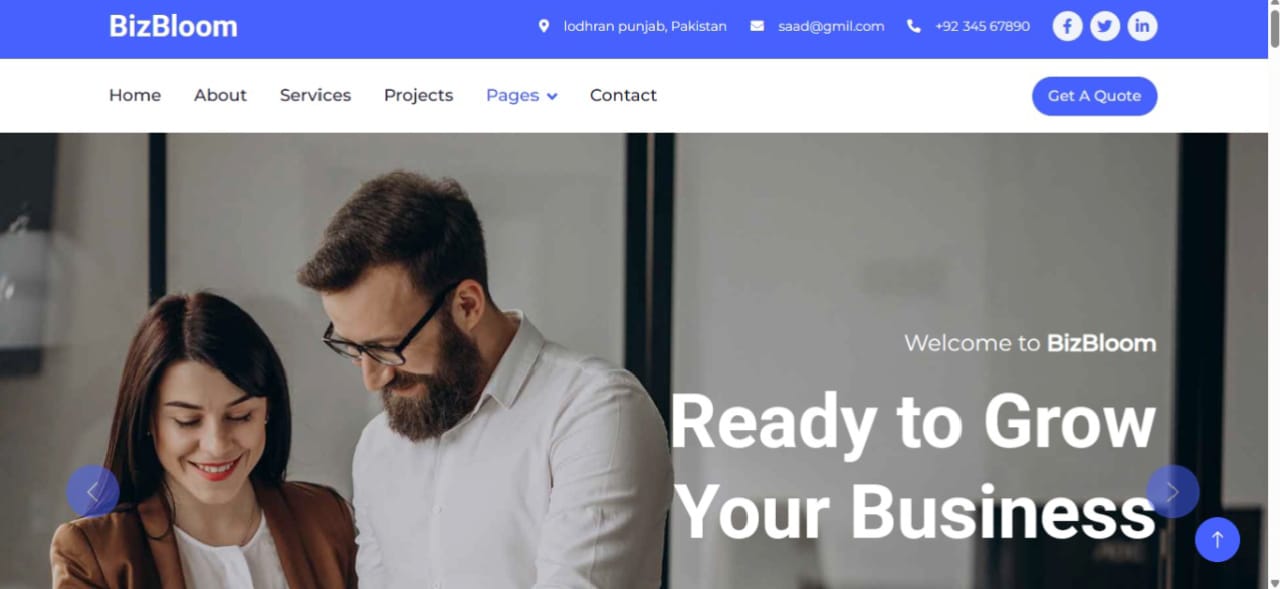 BizBloom lodhran punjab, Pakistan saad@gmil.com +92 345 67890
Home About Services Projects Pages Contact Get A Quote
Welcome to BizBloom
Ready to Grow
Your Business